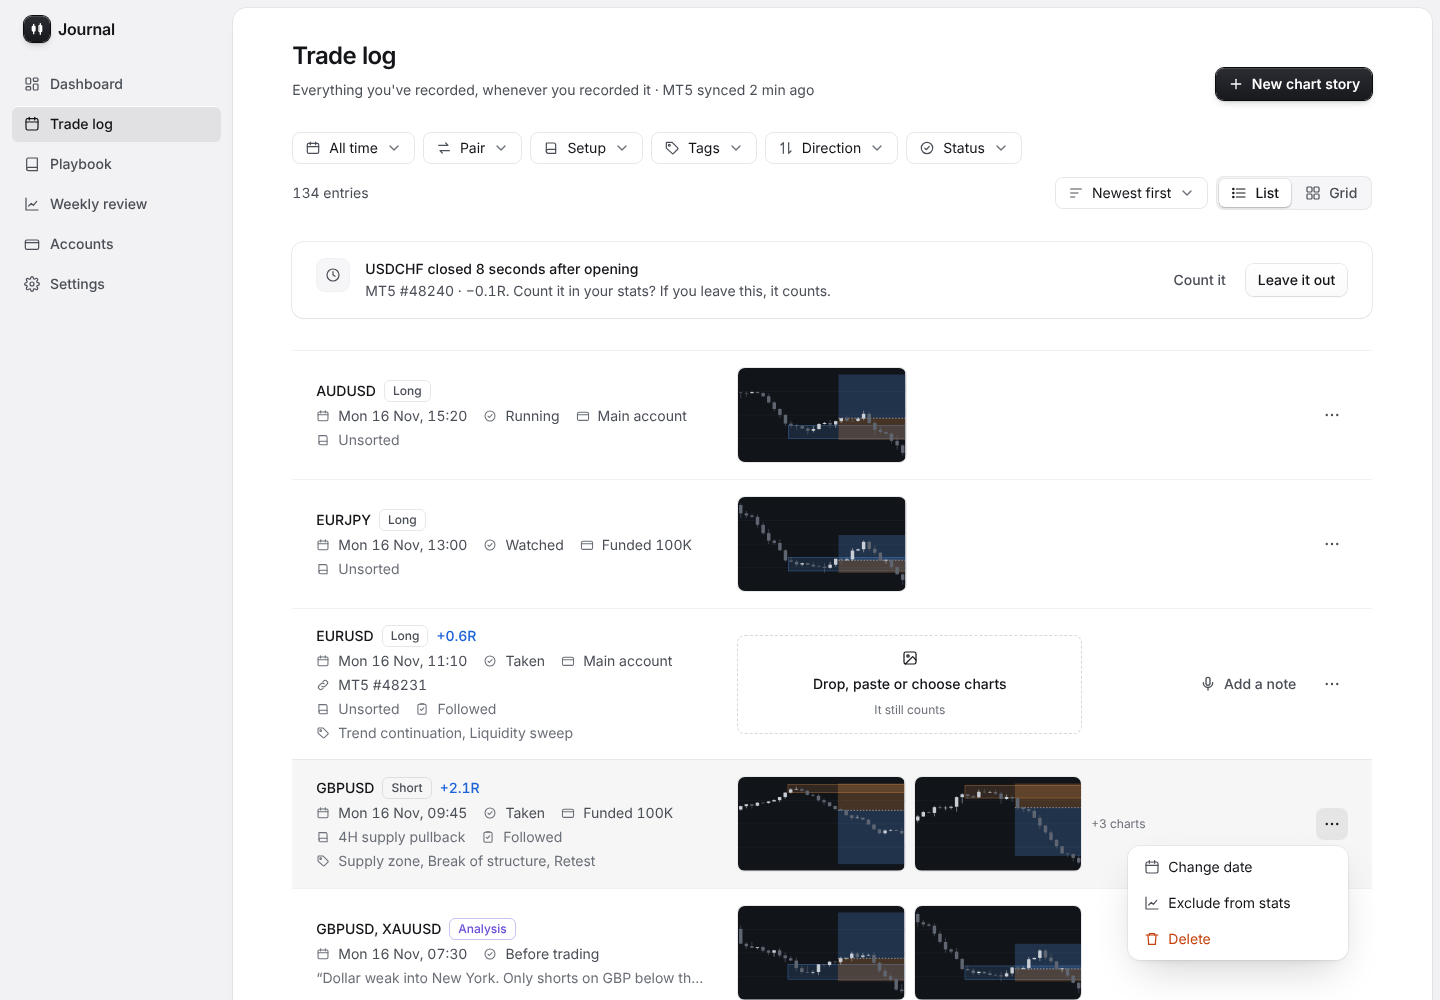 Journal
Dashboard
Trade log
Playbook
Weekly review
Accounts
Settings
Trade log
Everything you've recorded, whenever you recorded it · MT5 synced 2 min ago
New chart story
All time
Pair
Setup
Tags
Direction
Status
134 entries
Newest first
List
Grid
USDCHF closed 8 seconds after opening
MT5 #48240 · −0.1R. Count it in your stats? If you leave this, it counts.
Count it
Leave it out
AUDUSD Long
Mon 16 Nov, 15:20 Running Main account
Unsorted
EURJPY Long
Mon 16 Nov, 13:00 Watched Funded 100K
Unsorted
EURUSD Long +0.6R
Mon 16 Nov, 11:10 Taken Main account
MT5 #48231
Unsorted Followed
Trend continuation, Liquidity sweep
Drop, paste or choose charts
It still counts
Add a note
GBPUSD Short +2.1R
Mon 16 Nov, 09:45 Taken Funded 100K
4H supply pullback Followed
Supply zone, Break of structure, Retest
+3 charts
Change date
Exclude from stats
Delete
GBPUSD, XAUUSD Analysis
Mon 16 Nov, 07:30 Before trading
“Dollar weak into New York. Only shorts on GBP below th…